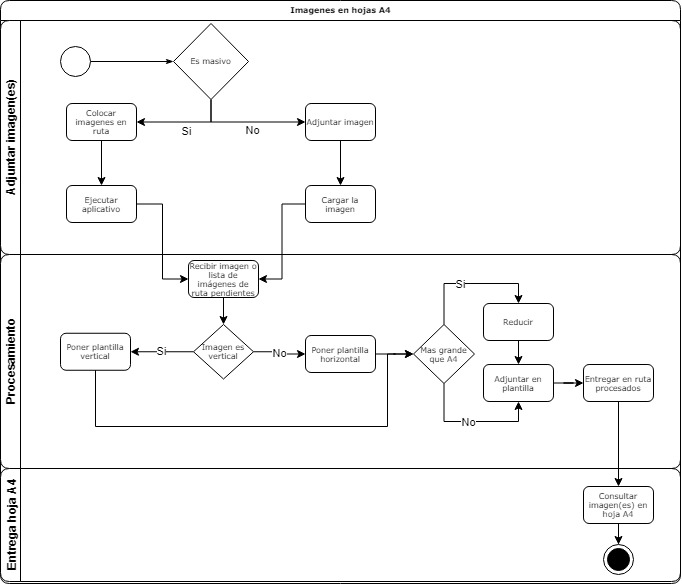 Imagenes en hojas A4
Adjuntar imagen(es)
Es masivo
Si
No
Colocar
imagenes en
ruta
Adjuntar imagen
Ejecutar
aplicativo
Cargar la
imagen
Procesamiento
Recibir imagen o
lista de
imágenes de
ruta pendientes
Imagen es
vertical
Si
No
Poner plantilla
vertical
Poner plantilla
horizontal
Mas grande
que A4
Si
No
Reducir
Adjuntar en
plantilla
Entregar en ruta
procesados
Entrega hoja A4
Consultar
imagen(es) en
hoja A4